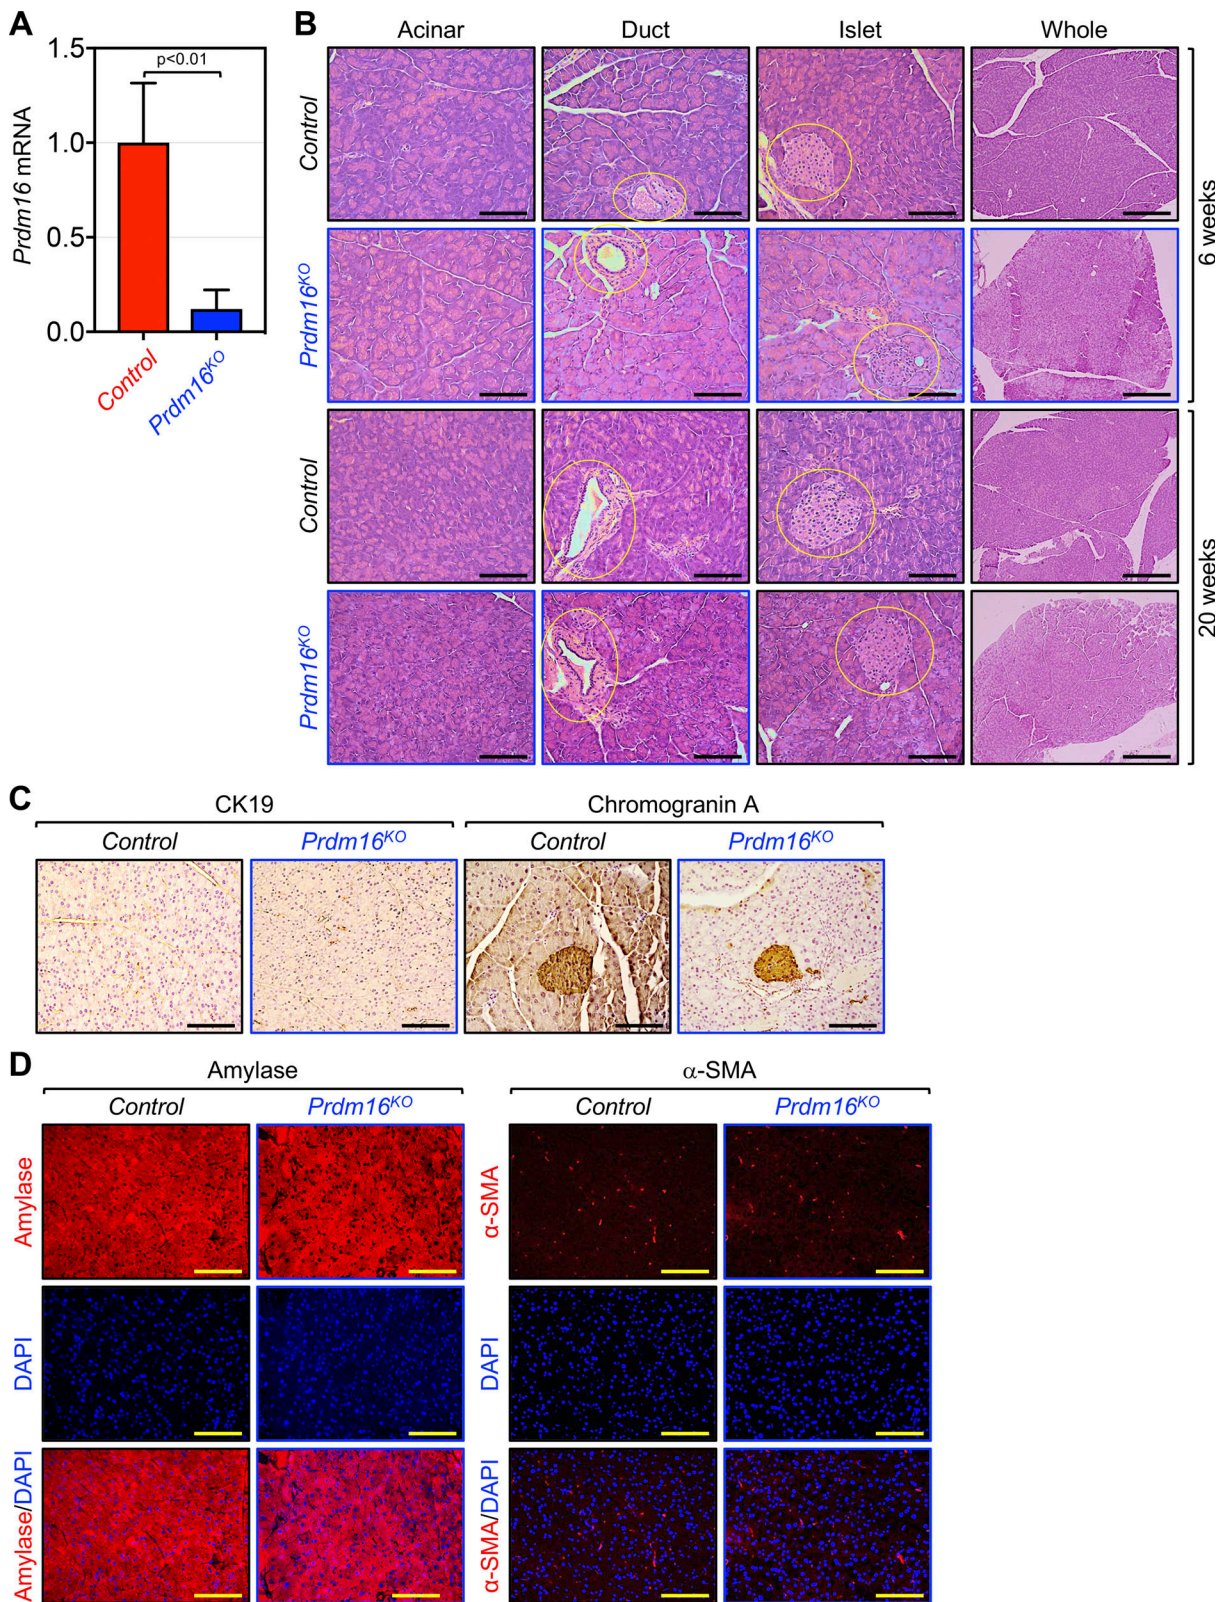 A
1.5
p<0.01
1.0
0.5
0.0
Prdm16 mRNA
Control
Prdm16KO
B
Acinar Duct Islet Whole
Control
Prdm16KO
6 weeks
Control
Prdm16KO
20 weeks
C
CK19 Chromogranin A
Control Prdm16KO Control Prdm16KO
D
Amylase α-SMA
Control Prdm16KO Control Prdm16KO
Amylase α-SMA
DAPI DAPI
Amylase/DAPI α-SMA/DAPI